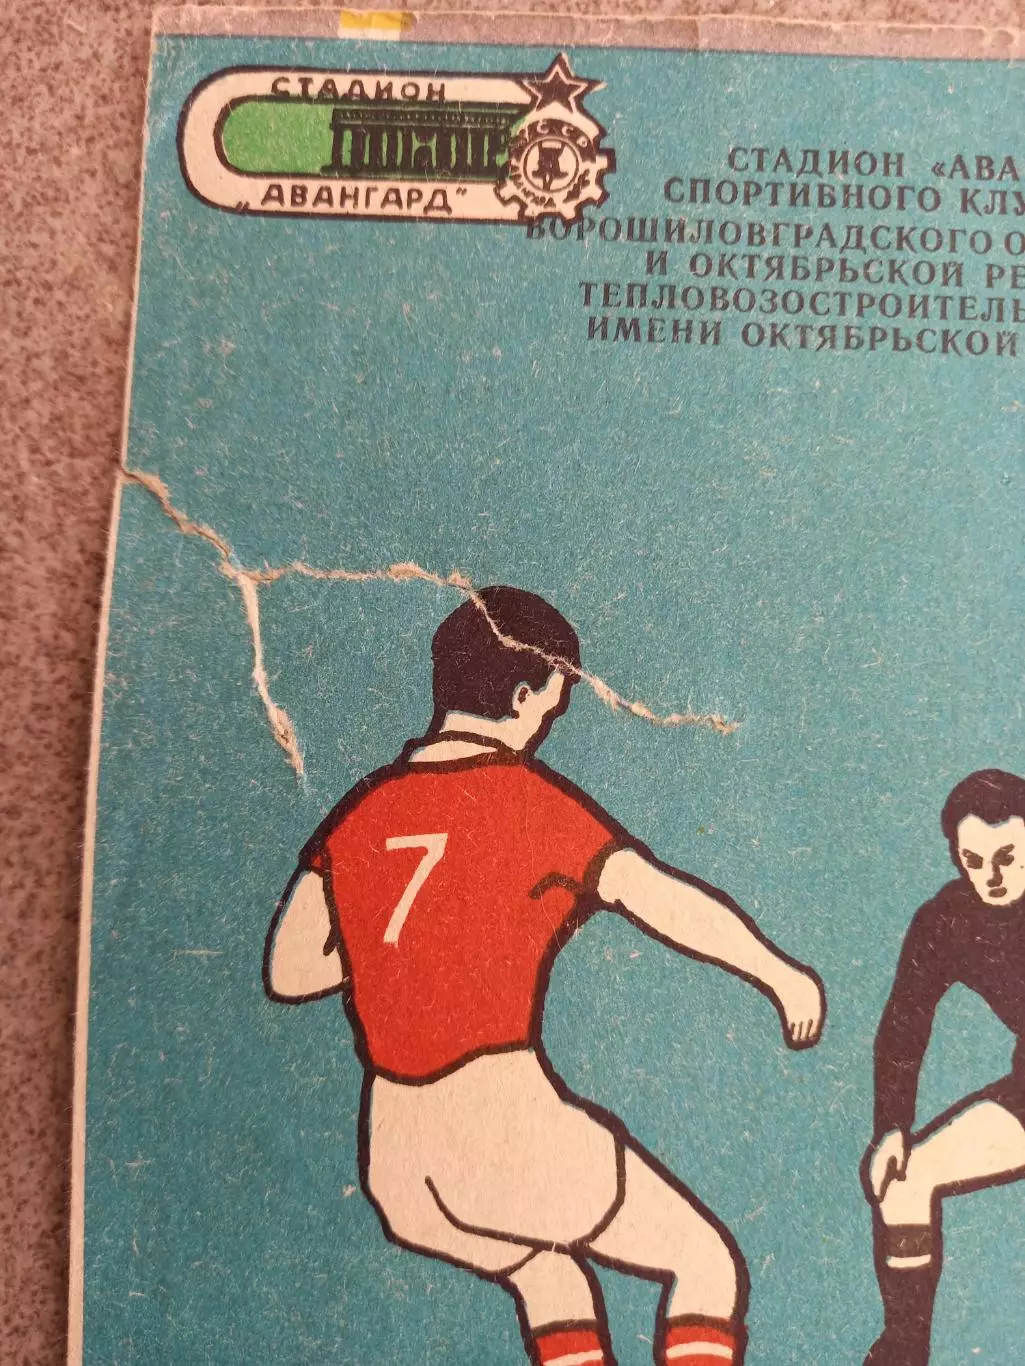 СТАДИОН
„АВАНГАРД"
СТАДИОН «АВА
СПОРТИВНОГО КЛУ
ВОРОШИЛОВГРАДСКОГО О
И ОКТЯБРЬСКОЙ РЕ
ТЕПЛОВОЗОСТРОИТЕЛЬ
ИМЕНИ ОКТЯБРЬСКОЙ
7